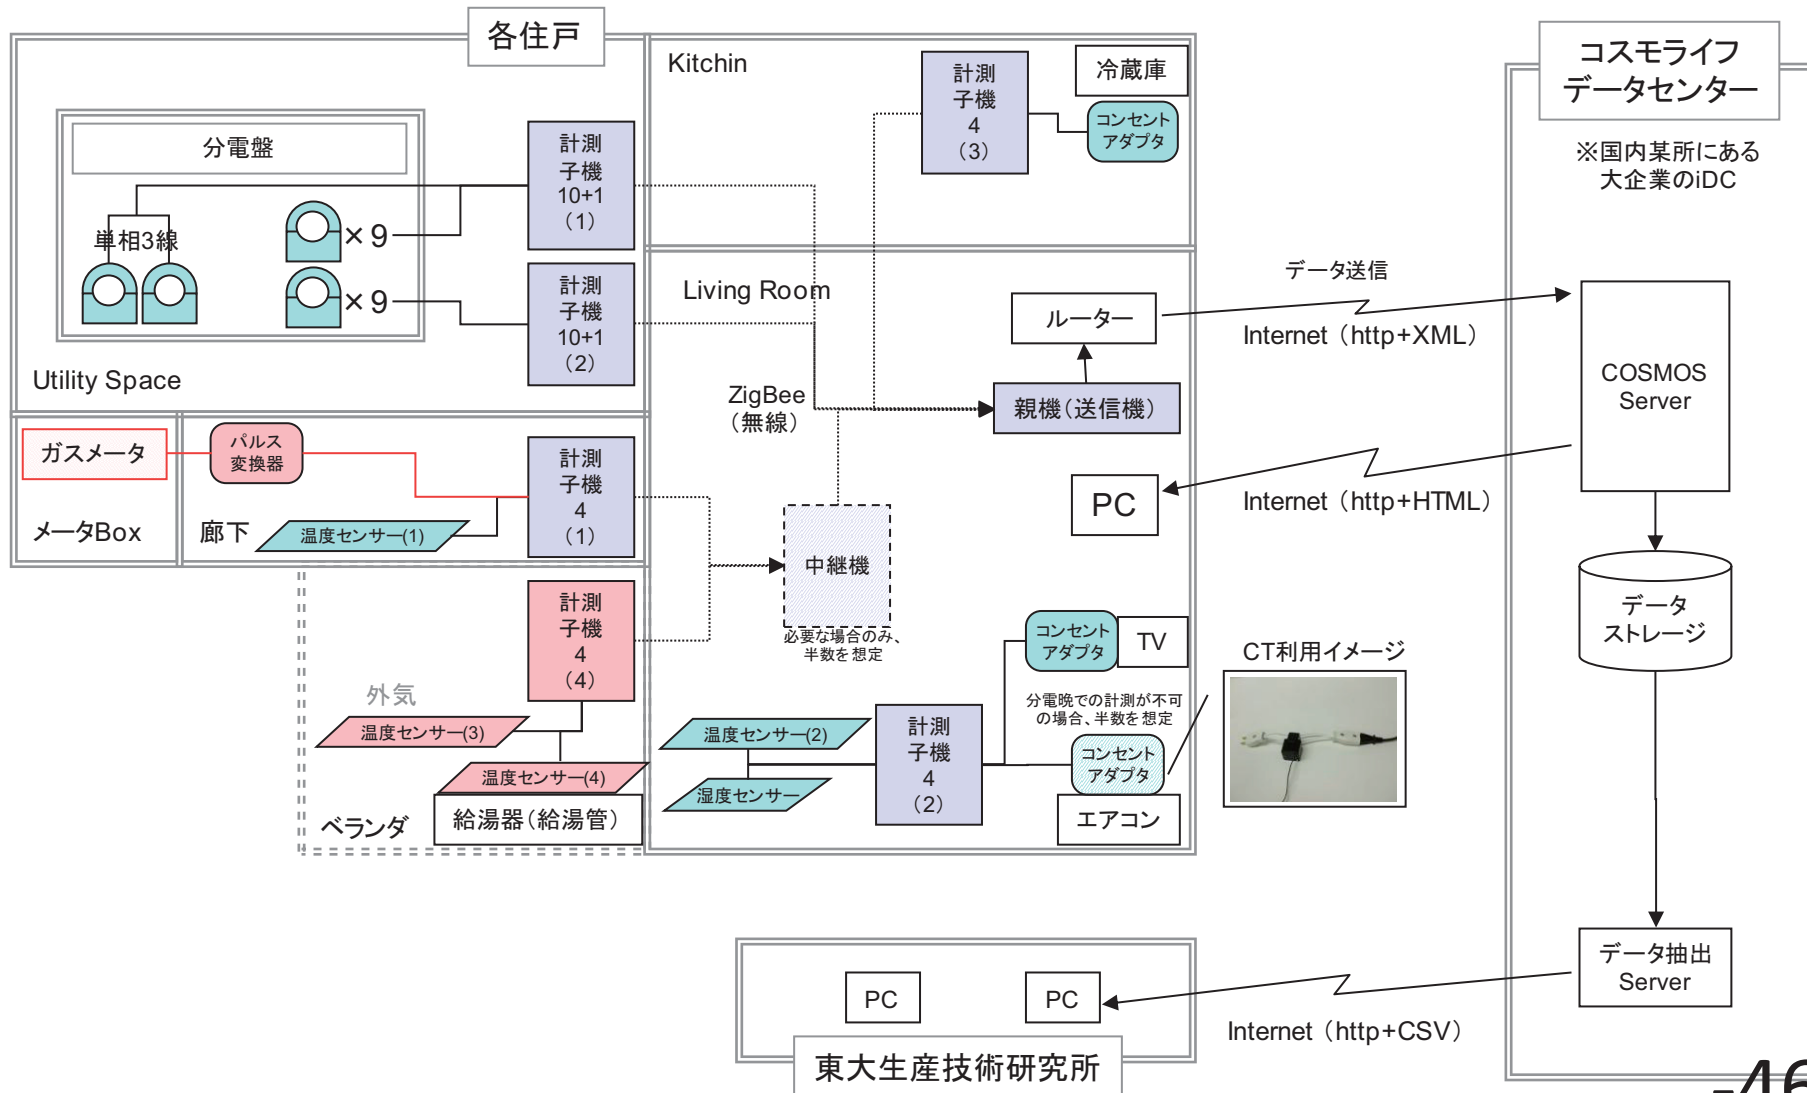 各住戸
Kitchin
計測
子機
4
（3）
冷蔵庫
コンセント
アダプタ
分電盤
単相3線
×9
×9
計測
子機
10+1
（1）
計測
子機
10+1
（2）
Utility Space
Living Room
ルーター
親機（送信機）
ZigBee
（無線）
PC
ガスメータ
メータBox
パルス
変換器
廊下
温度センサー(1)
計測
子機
4
（1）
中継機
必要な場合のみ、
半数を想定
計測
子機
4
（4）
外気
温度センサー(3)
温度センサー(4)
給湯器（給湯管）
ベランダ
温度センサー(2)
湿度センサー
計測
子機
4
（2）
コンセント
アダプタ
TV
分電晩での計測が不可
の場合、半数を想定
コンセント
アダプタ
エアコン
CT利用イメージ
データ送信
Internet（http+XML）
Internet（http+HTML）
コスモライフ
データセンター
※国内某所にある
大企業のiDC
COSMOS
Server
データ
ストレージ
データ抽出
Server
Internet（http+CSV）
PC
PC
東大生産技術研究所
-46